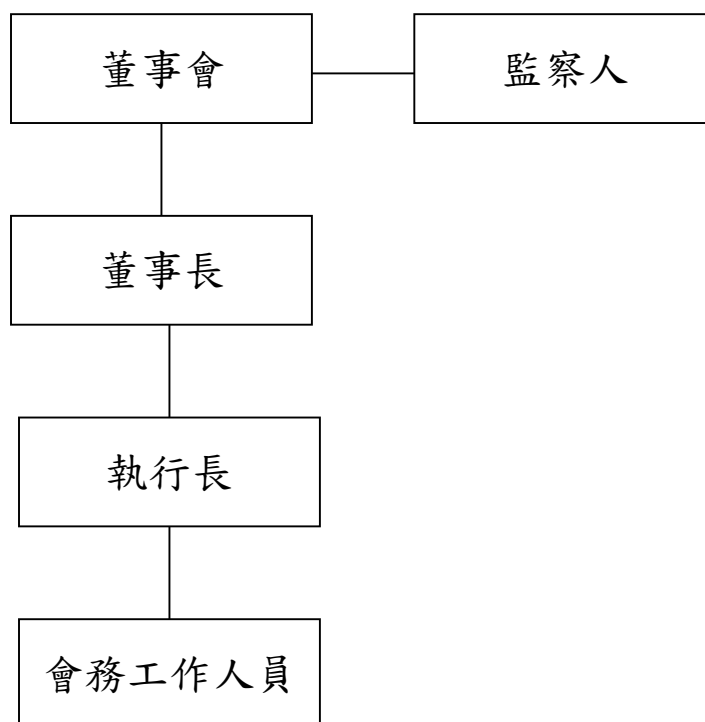 董事會
監察人
董事長
執行長
會務工作人員